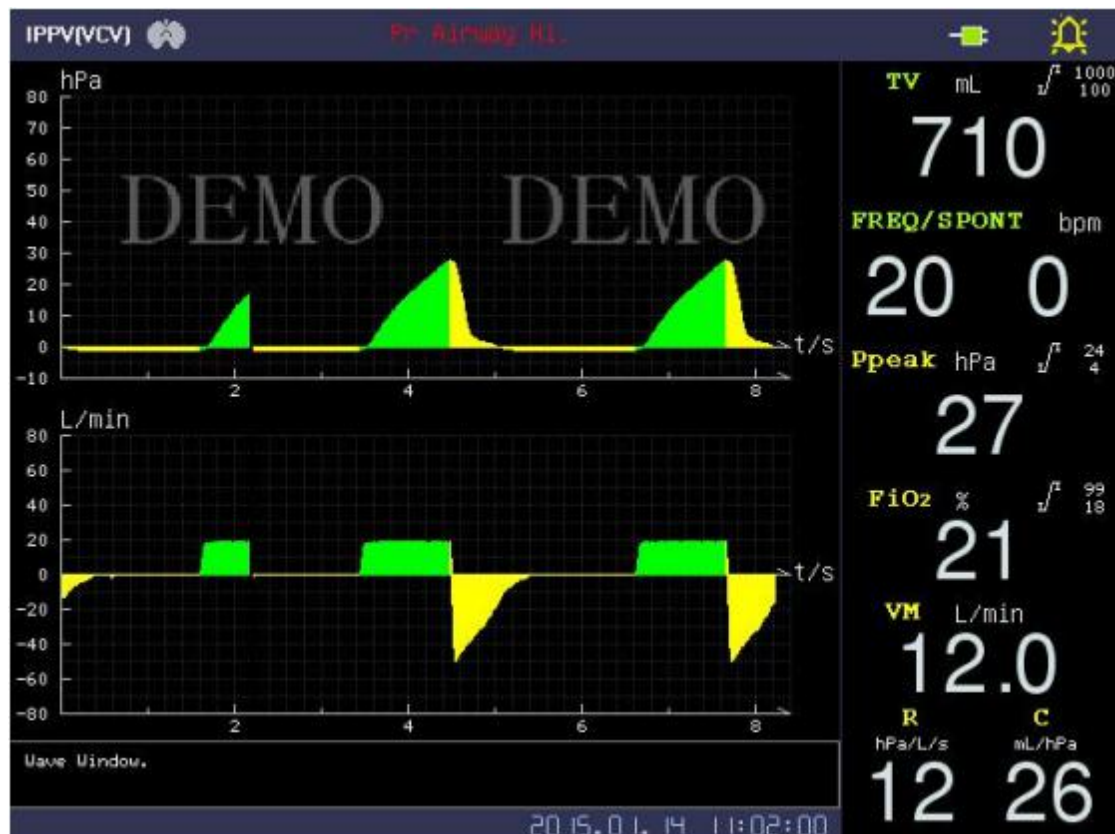 IPPV(VCV) Pr Airway Hi.
hPa
80
70
60
50
40
30
20
10
0
-10
2 4 6 8
t/s
DEMO DEMO
L/min
80
60
40
20
0
-20
-40
-60
-80
2 4 6 8
t/s
Wave Window.
2015.01.14 11:02:00
TV mL 1000
100
710
FREQ/SPONT bpm
20 0
Ppeak hPa 24
4
27
FiO2 % 99
18
21
VM L/min
12.0
R C
hPa/L/s mL/hPa
12 26